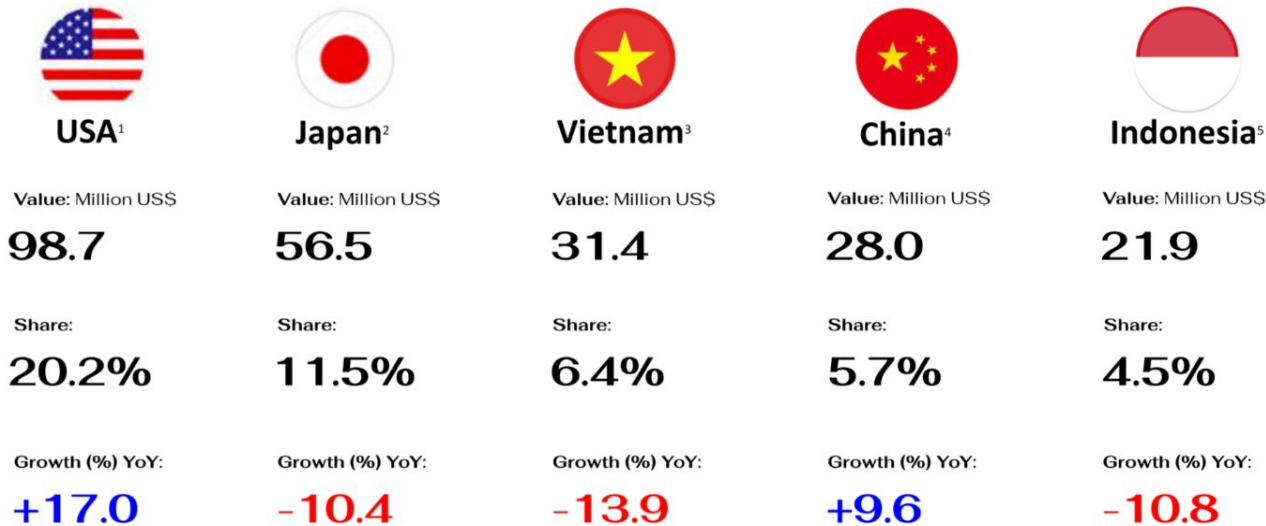 USA¹
Japan²
Vietnam³
China⁴
Indonesia⁵
Value: Million US$
Value: Million US$
Value: Million US$
Value: Million US$
Value: Million US$
98.7
56.5
31.4
28.0
21.9
Share:
Share:
Share:
Share:
Share:
20.2%
11.5%
6.4%
5.7%
4.5%
Growth (%) YoY:
Growth (%) YoY:
Growth (%) YoY:
Growth (%) YoY:
Growth (%) YoY:
+17.0
-10.4
-13.9
+9.6
-10.8